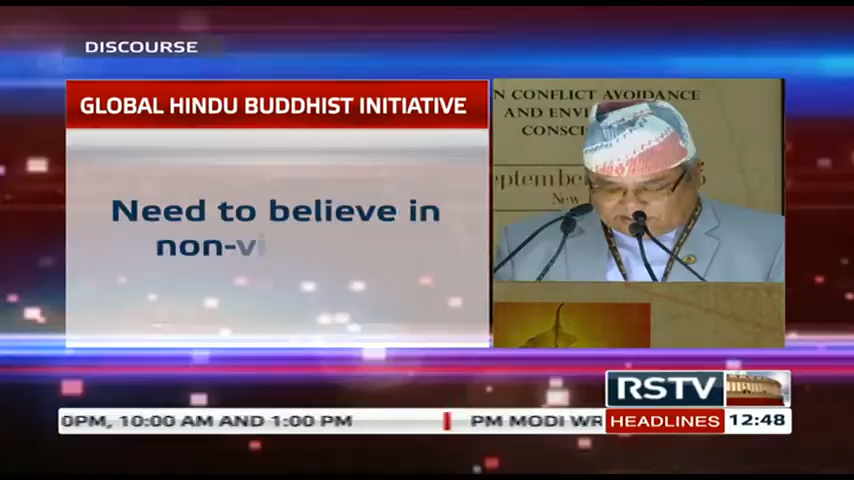 DISCOURSE
GLOBAL HINDU BUDDHIST INITIATIVE
Need to believe in
non-vi
N CONFLICT AVOIDANCE
AND ENVI
CONSCI
eptember
New
RSTV
0PM, 10:00 AM AND 1:00 PM
PM MODI WR
HEADLINES
12:48